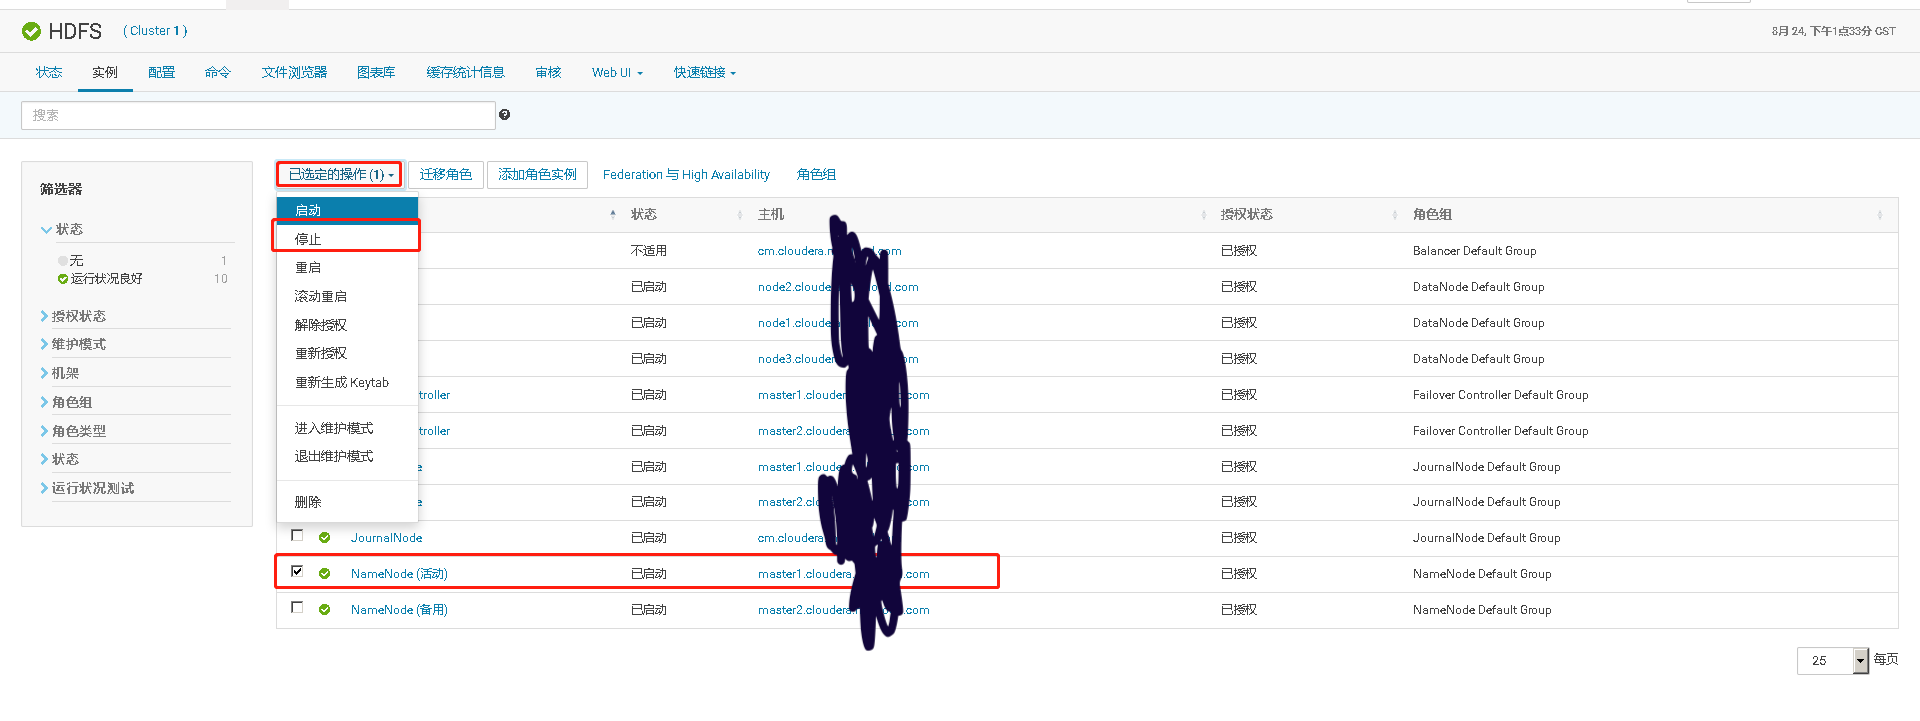 HDFS (Cluster 1) 8月 24, 下午1点33分 CST
状态 实例 配置 命令 文件浏览器 图表库 缓存统计信息 审核 Web UI 快速链接
搜索
已选定的操作 (1) 迁移角色 添加角色实例 Federation 与 High Availability 角色组
筛选器
状态
无 1
运行状况良好 10
授权状态
维护模式
机架
角色组
角色类型
状态
运行状况测试
启动
停止
重启
滚动重启
解除授权
重新授权
重新生成 Keytab
进入维护模式
退出维护模式
删除
状态 主机 授权状态 角色组
不适用 cm.cloudera. .com 已授权 Balancer Default Group
已启动 node2.cloude .com 已授权 DataNode Default Group
已启动 node1.cloude .com 已授权 DataNode Default Group
已启动 node3.clouder 已授权 DataNode Default Group
troller 已启动 master1.cloudera .com 已授权 Failover Controller Default Group
troller 已启动 master2.cloudera .com 已授权 Failover Controller Default Group
e 已启动 master1.cloudera .com 已授权 JournalNode Default Group
e 已启动 master2.cloud .com 已授权 JournalNode Default Group
JournalNode 已启动 cm.cloudera .com 已授权 JournalNode Default Group
NameNode (活动) 已启动 master1.cloudera. .com 已授权 NameNode Default Group
NameNode (备用) 已启动 master2.cloudera .com 已授权 NameNode Default Group
25 每页